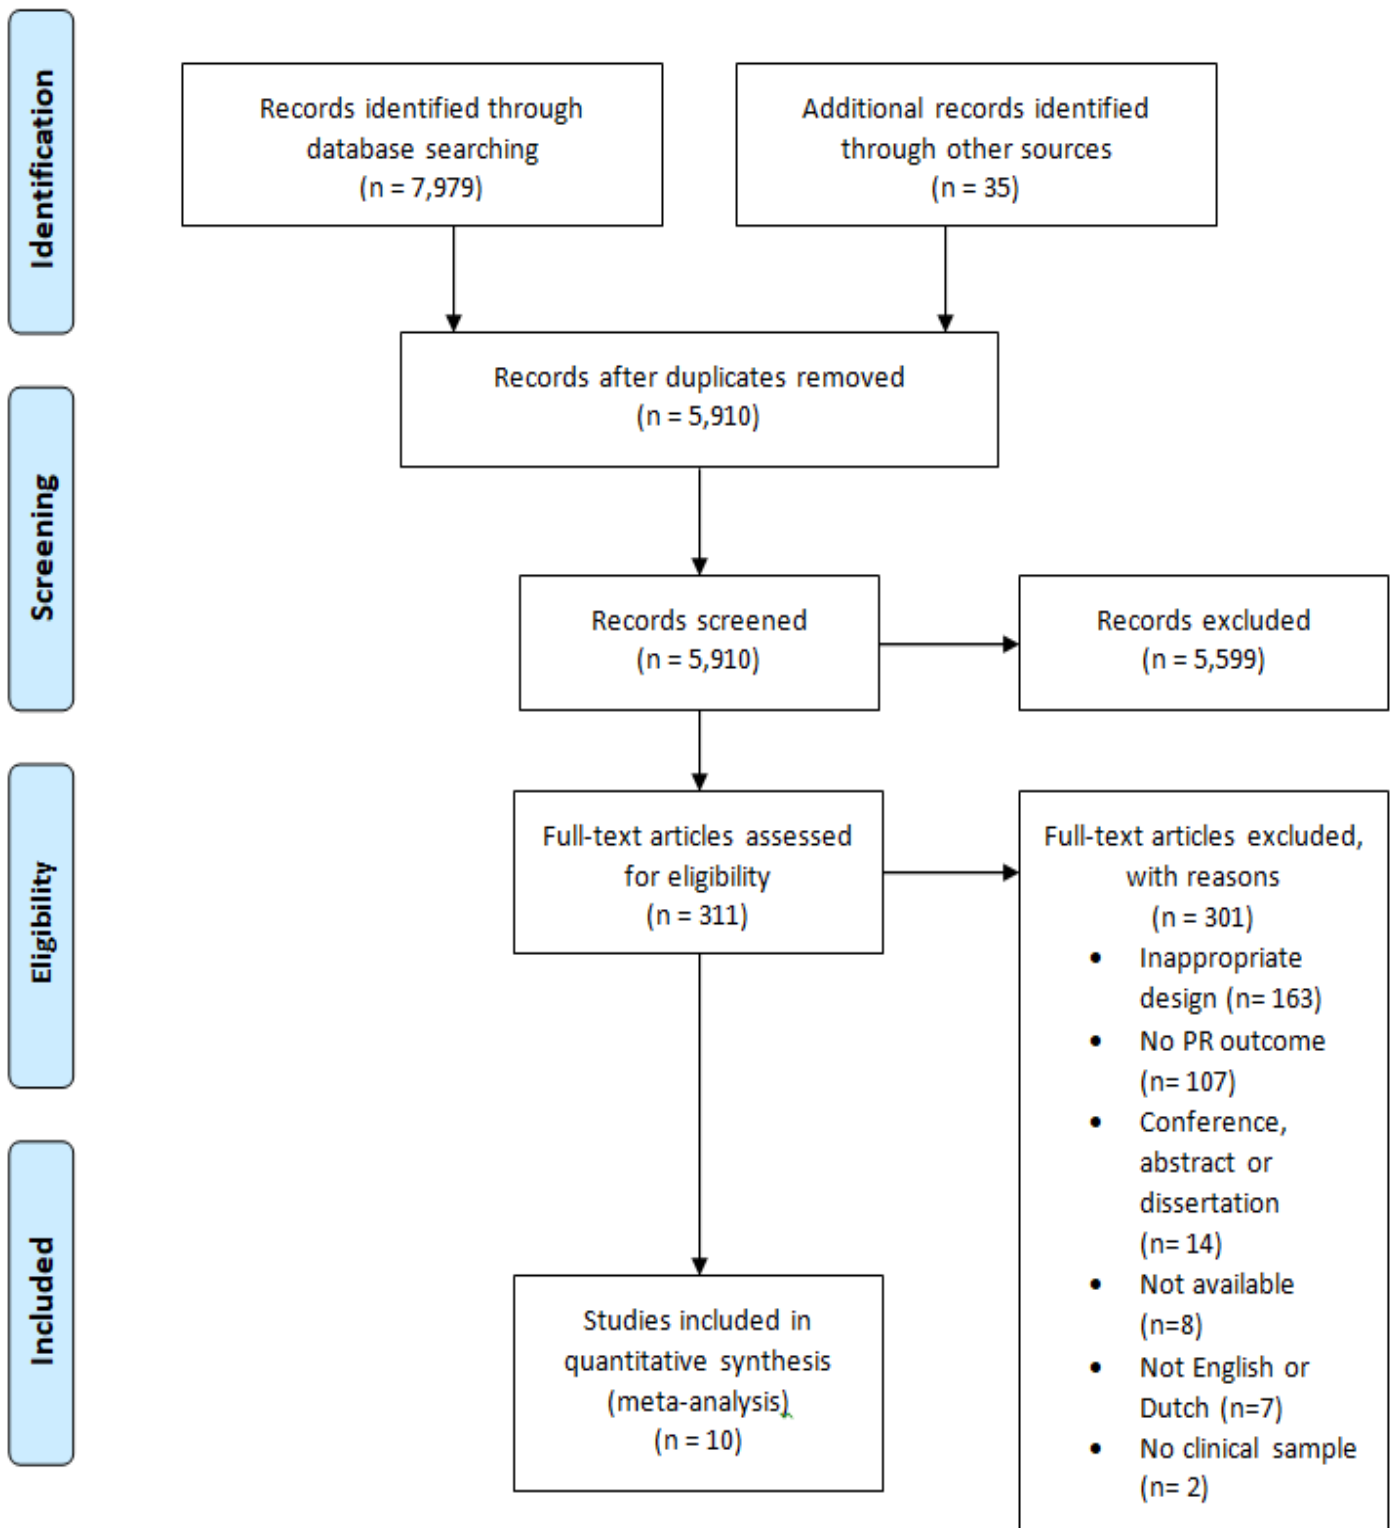 Identification
Records identified through
database searching
(n = 7,979)
Additional records identified
through other sources
(n = 35)
Records after duplicates removed
(n = 5,910)
Screening
Records screened
(n = 5,910)
Records excluded
(n = 5,599)
Eligibility
Full-text articles assessed
for eligibility
(n = 311)
Full-text articles excluded,
with reasons
(n = 301)
• Inappropriate
design (n= 163)
• No PR outcome
(n= 107)
• Conference,
abstract or
dissertation
(n= 14)
• Not available
(n=8)
• Not English or
Dutch (n=7)
• No clinical sample
(n= 2)
Included
Studies included in
quantitative synthesis
(meta-analysis)
(n = 10)